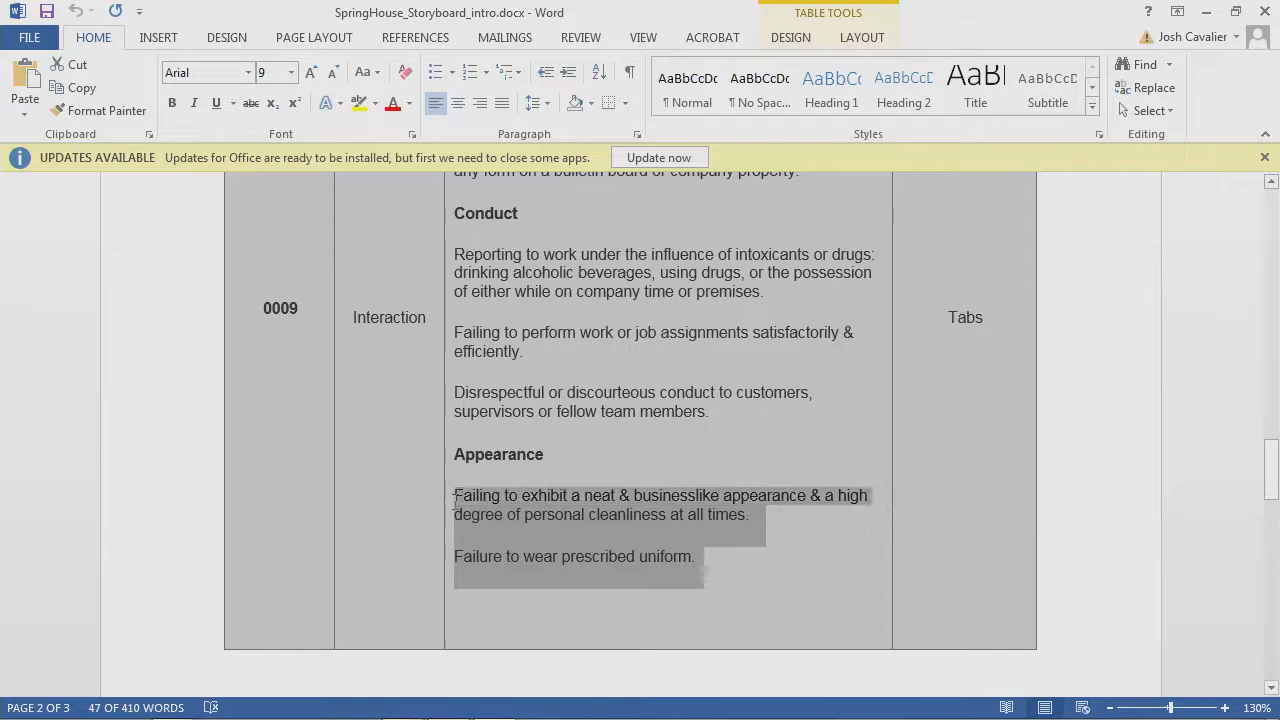 SpringHouse_Storyboard_intro.docx - Word
TABLE TOOLS
FILE
HOME
INSERT
DESIGN
PAGE LAYOUT
REFERENCES
MAILINGS
REVIEW
VIEW
ACROBAT
DESIGN
LAYOUT
Josh Cavalier
Paste
Cut
Copy
Format Painter
Clipboard
Arial
9
Font
Paragraph
AaBbCcDc
¶ Normal
AaBbCcDc
¶ No Spac...
AaBbCc
Heading 1
AaBbCcD
Heading 2
AaB
Title
AaBbCcD
Subtitle
Styles
Find
Replace
Select
Editing
UPDATES AVAILABLE Updates for Office are ready to be installed, but first we need to close some apps.
Update now
any form on a bulletin board or company property.
Conduct
Reporting to work under the influence of intoxicants or drugs:
drinking alcoholic beverages, using drugs, or the possession
of either while on company time or premises.
0009
Interaction
Tabs
Failing to perform work or job assignments satisfactorily &
efficiently.
Disrespectful or discourteous conduct to customers,
supervisors or fellow team members.
Appearance
Failing to exhibit a neat & businesslike appearance & a high
degree of personal cleanliness at all times.
Failure to wear prescribed uniform.
PAGE 2 OF 3
47 OF 410 WORDS
130%